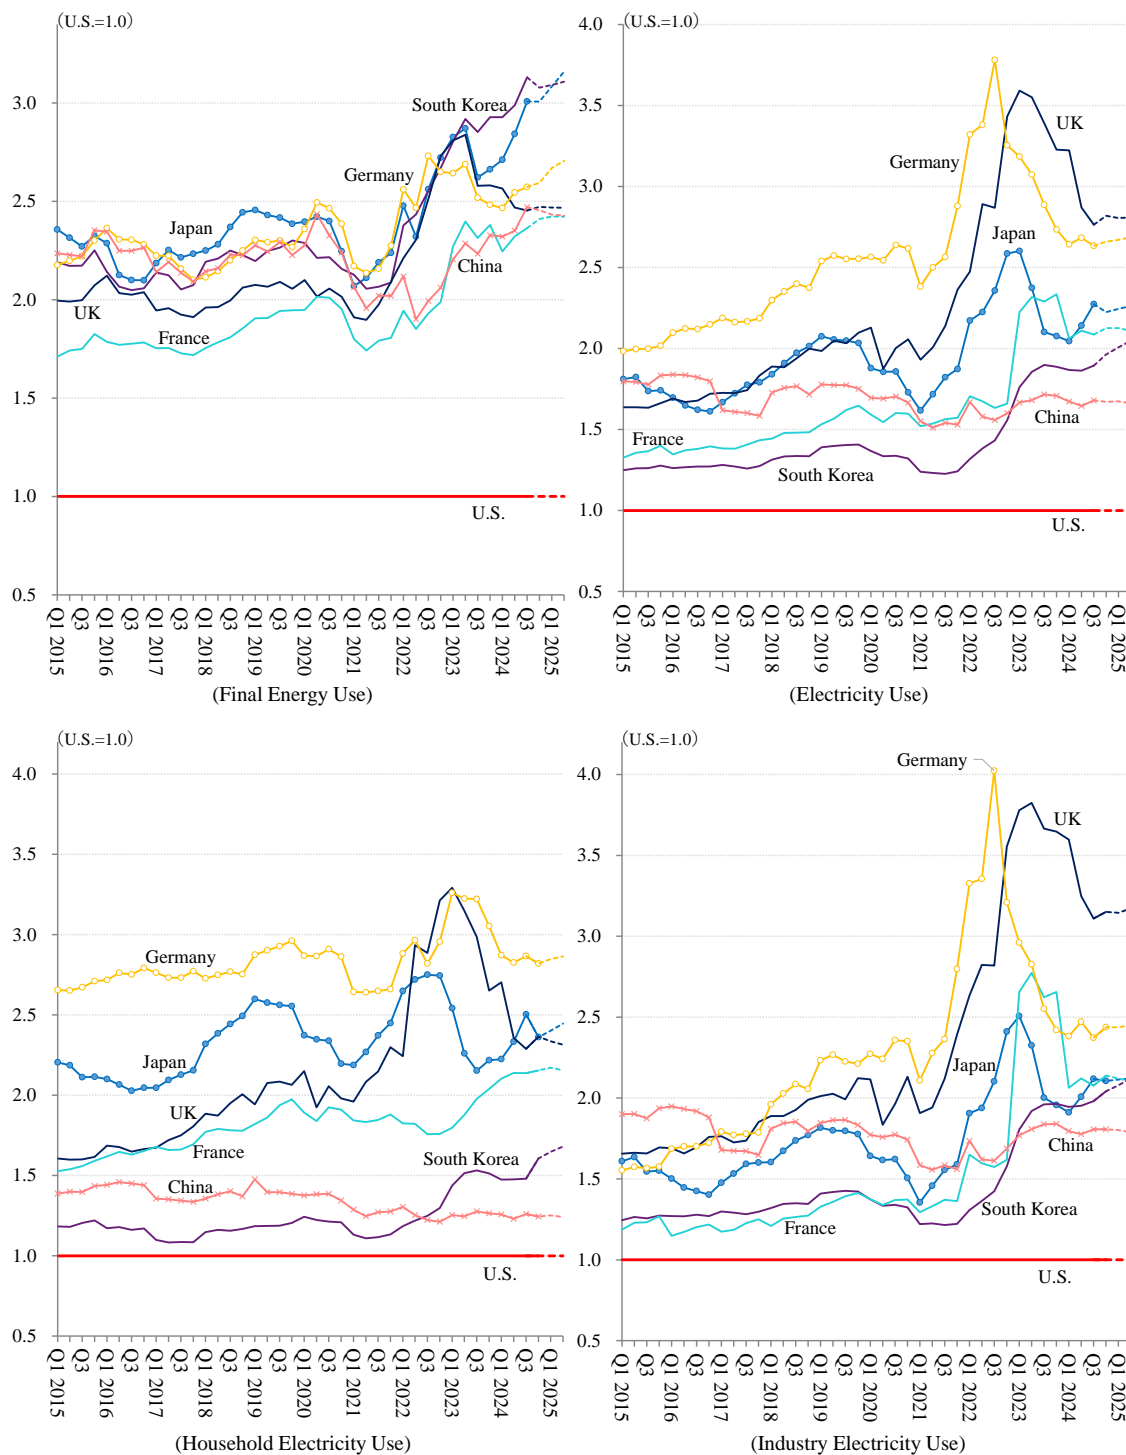 (U.S.=1.0)
3.0
2.5
2.0
1.5
1.0
0.5
South Korea
Germany
Japan
China
UK
France
U.S.
Q1 2015
Q3
Q1 2016
Q3
Q1 2017
Q3
Q1 2018
Q3
Q1 2019
Q3
Q1 2020
Q3
Q1 2021
Q3
Q1 2022
Q3
Q1 2023
Q3
Q1 2024
Q3
Q1 2025
(Final Energy Use)
(U.S.=1.0)
4.0
3.5
3.0
2.5
2.0
1.5
1.0
0.5
UK
Germany
Japan
China
France
South Korea
U.S.
Q1 2015
Q3
Q1 2016
Q3
Q1 2017
Q3
Q1 2018
Q3
Q1 2019
Q3
Q1 2020
Q3
Q1 2021
Q3
Q1 2022
Q3
Q1 2023
Q3
Q1 2024
Q3
Q1 2025
(Electricity Use)
(U.S.=1.0)
4.0
3.5
3.0
2.5
2.0
1.5
1.0
0.5
Germany
Japan
UK
France
South Korea
China
U.S.
Q1 2015
Q3
Q1 2016
Q3
Q1 2017
Q3
Q1 2018
Q3
Q1 2019
Q3
Q1 2020
Q3
Q1 2021
Q3
Q1 2022
Q3
Q1 2023
Q3
Q1 2024
Q3
Q1 2025
(Household Electricity Use)
(U.S.=1.0)
4.0
3.5
3.0
2.5
2.0
1.5
1.0
0.5
Germany
UK
Japan
China
South Korea
France
U.S.
Q1 2015
Q3
Q1 2016
Q3
Q1 2017
Q3
Q1 2018
Q3
Q1 2019
Q3
Q1 2020
Q3
Q1 2021
Q3
Q1 2022
Q3
Q1 2023
Q3
Q1 2024
Q3
Q1 2025
(Industry Electricity Use)